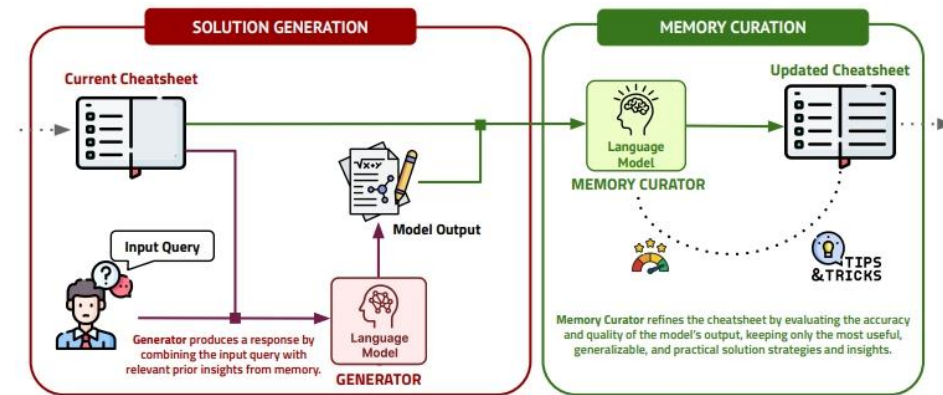 SOLUTION GENERATION
Current Cheatsheet
√x+y
Model Output
Input Query
?
Language
Model
GENERATOR
Generator produces a response by
combining the input query with
relevant prior insights from memory.
MEMORY CURATION
Updated Cheatsheet
Language
Model
MEMORY CURATOR
TIPS
&TRICKS
Memory Curator refines the cheatsheet by evaluating the accuracy
and quality of the model's output, keeping only the most useful,
generalizable, and practical solution strategies and insights.